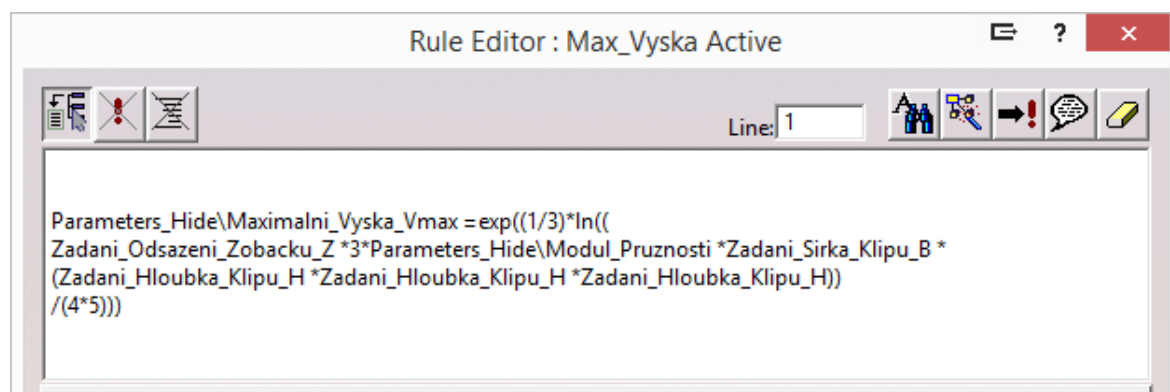 Rule Editor : Max_Vyska Active
?
Line: 1
Parameters_Hide\Maximalni_Vyska_Vmax =exp((1/3)*ln((
Zadani_Odsazeni_Zobacku_Z *3*Parameters_Hide\Modul_Pruznosti *Zadani_Sirka_Klipu_B *
(Zadani_Hloubka_Klipu_H *Zadani_Hloubka_Klipu_H *Zadani_Hloubka_Klipu_H))
/(4*5)))